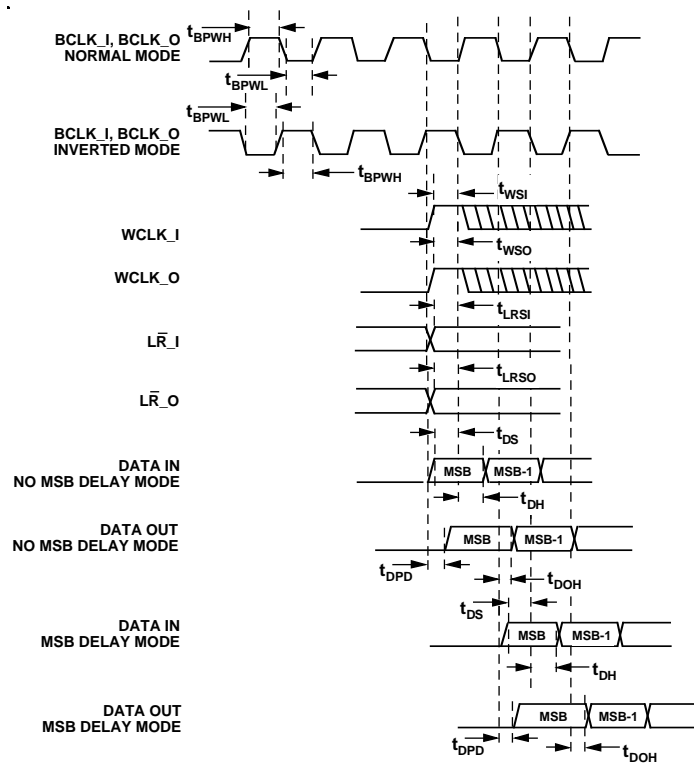 tBPWH
BCLK_I, BCLK_O
NORMAL MODE
tBPWL
tBPWL
BCLK_I, BCLK_O
INVERTED MODE
tBPWH
tWSI
WCLK_I
tWSO
WCLK_O
tLRSI
LR̅_I
tLRSO
LR̅_O
tDS
DATA IN
NO MSB DELAY MODE
MSB
MSB-1
tDH
DATA OUT
NO MSB DELAY MODE
MSB
MSB-1
tDPD
tDOH
tDS
DATA IN
MSB DELAY MODE
MSB
MSB-1
tDH
DATA OUT
MSB DELAY MODE
MSB
MSB-1
tDPD
tDOH